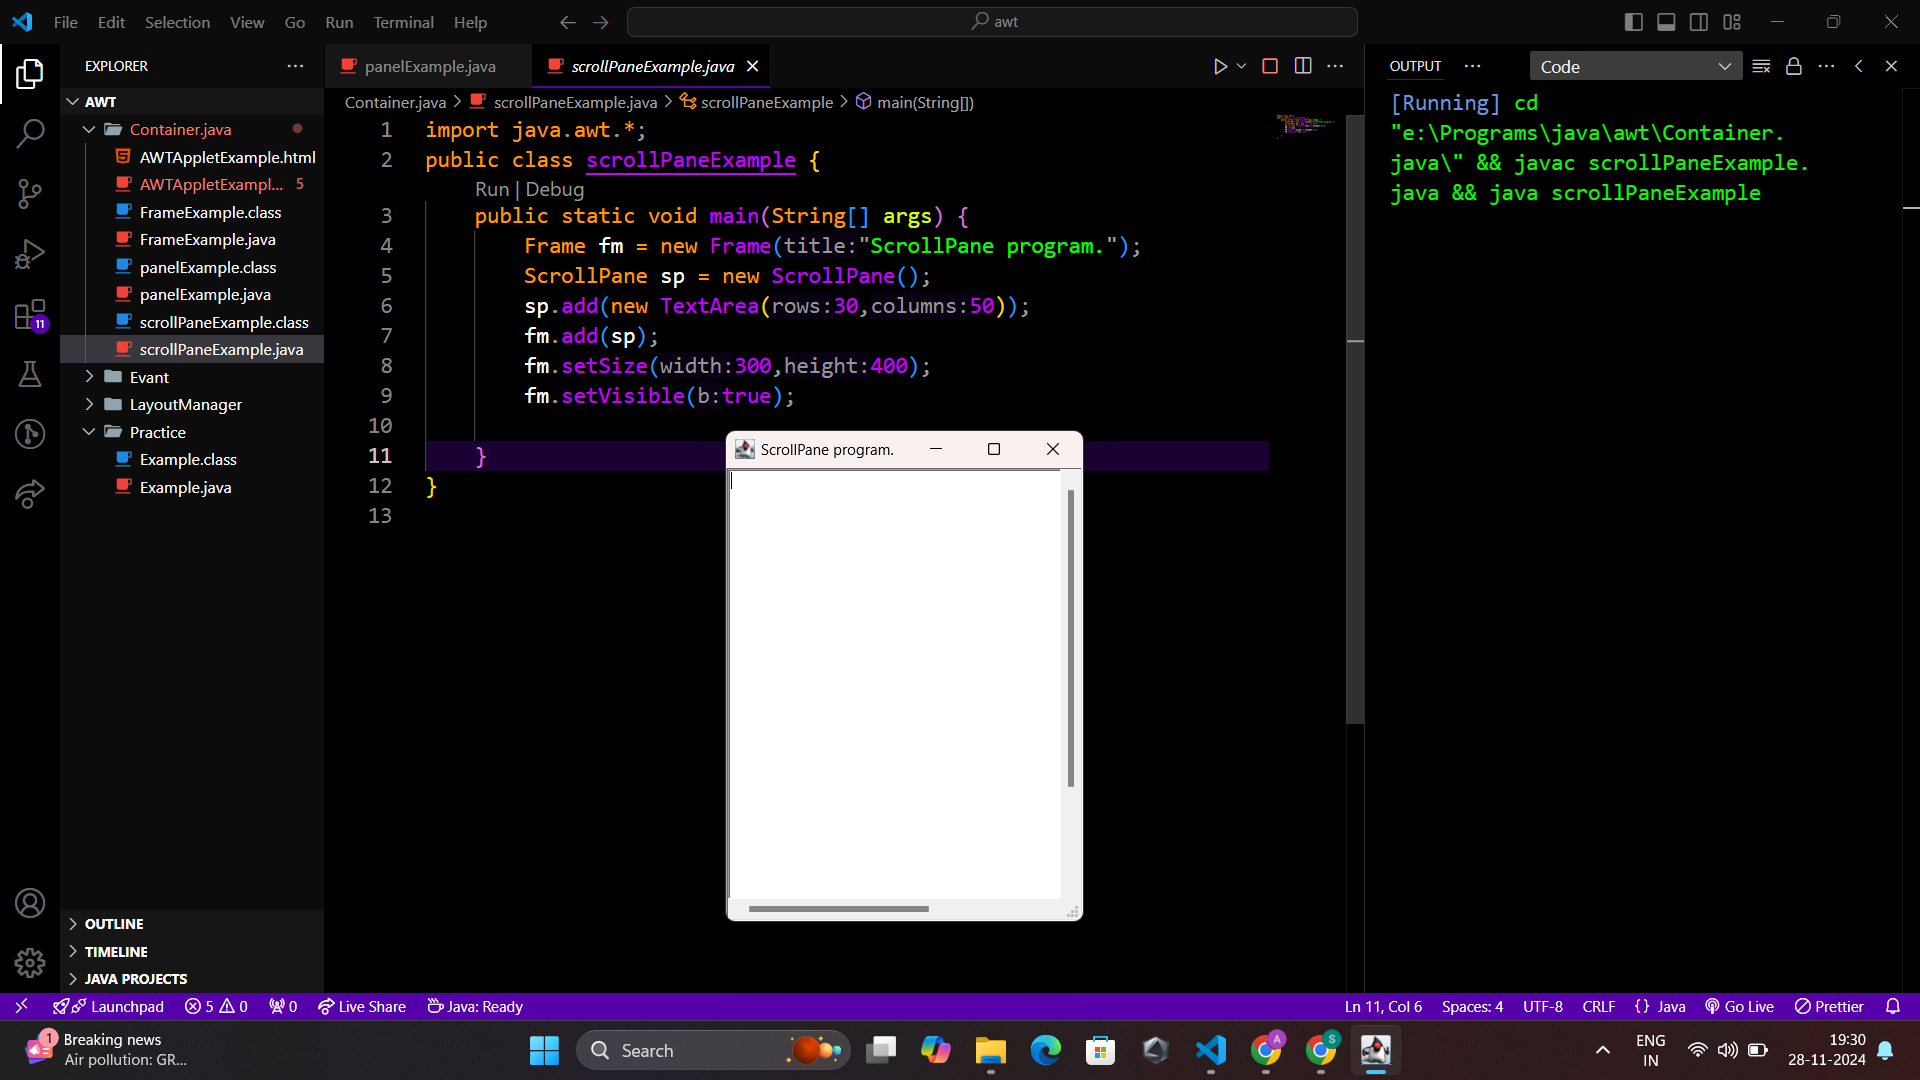 File Edit Selection View Go Run Terminal Help
awt
EXPLORER
AWT
Container.java
AWTAppletExample.html
AWTAppletExampl... 5
FrameExample.class
FrameExample.java
panelExample.class
panelExample.java
scrollPaneExample.class
scrollPaneExample.java
Evant
LayoutManager
Practice
Example.class
Example.java
OUTLINE
TIMELINE
JAVA PROJECTS
11
panelExample.java scrollPaneExample.java
Container.java > scrollPaneExample.java > scrollPaneExample > main(String[])
1 import java.awt.*;
2 public class scrollPaneExample {
Run | Debug
3 public static void main(String[] args) {
4 Frame fm = new Frame(title:"ScrollPane program.");
5 ScrollPane sp = new ScrollPane();
6 sp.add(new TextArea(rows:30,columns:50));
7 fm.add(sp);
8 fm.setSize(width:300,height:400);
9 fm.setVisible(b:true);
10
11 }
12 }
13
ScrollPane program.
OUTPUT
Code
[Running] cd
"e:\Programs\java\awt\Container.
java\" && javac scrollPaneExample.
java && java scrollPaneExample
Launchpad 5 0 0 Live Share Java: Ready
Ln 11, Col 6 Spaces: 4 UTF-8 CRLF {} Java Go Live Prettier
1
Breaking news
Air pollution: GR...
Search
A
S
ENG
IN
19:30
28-11-2024